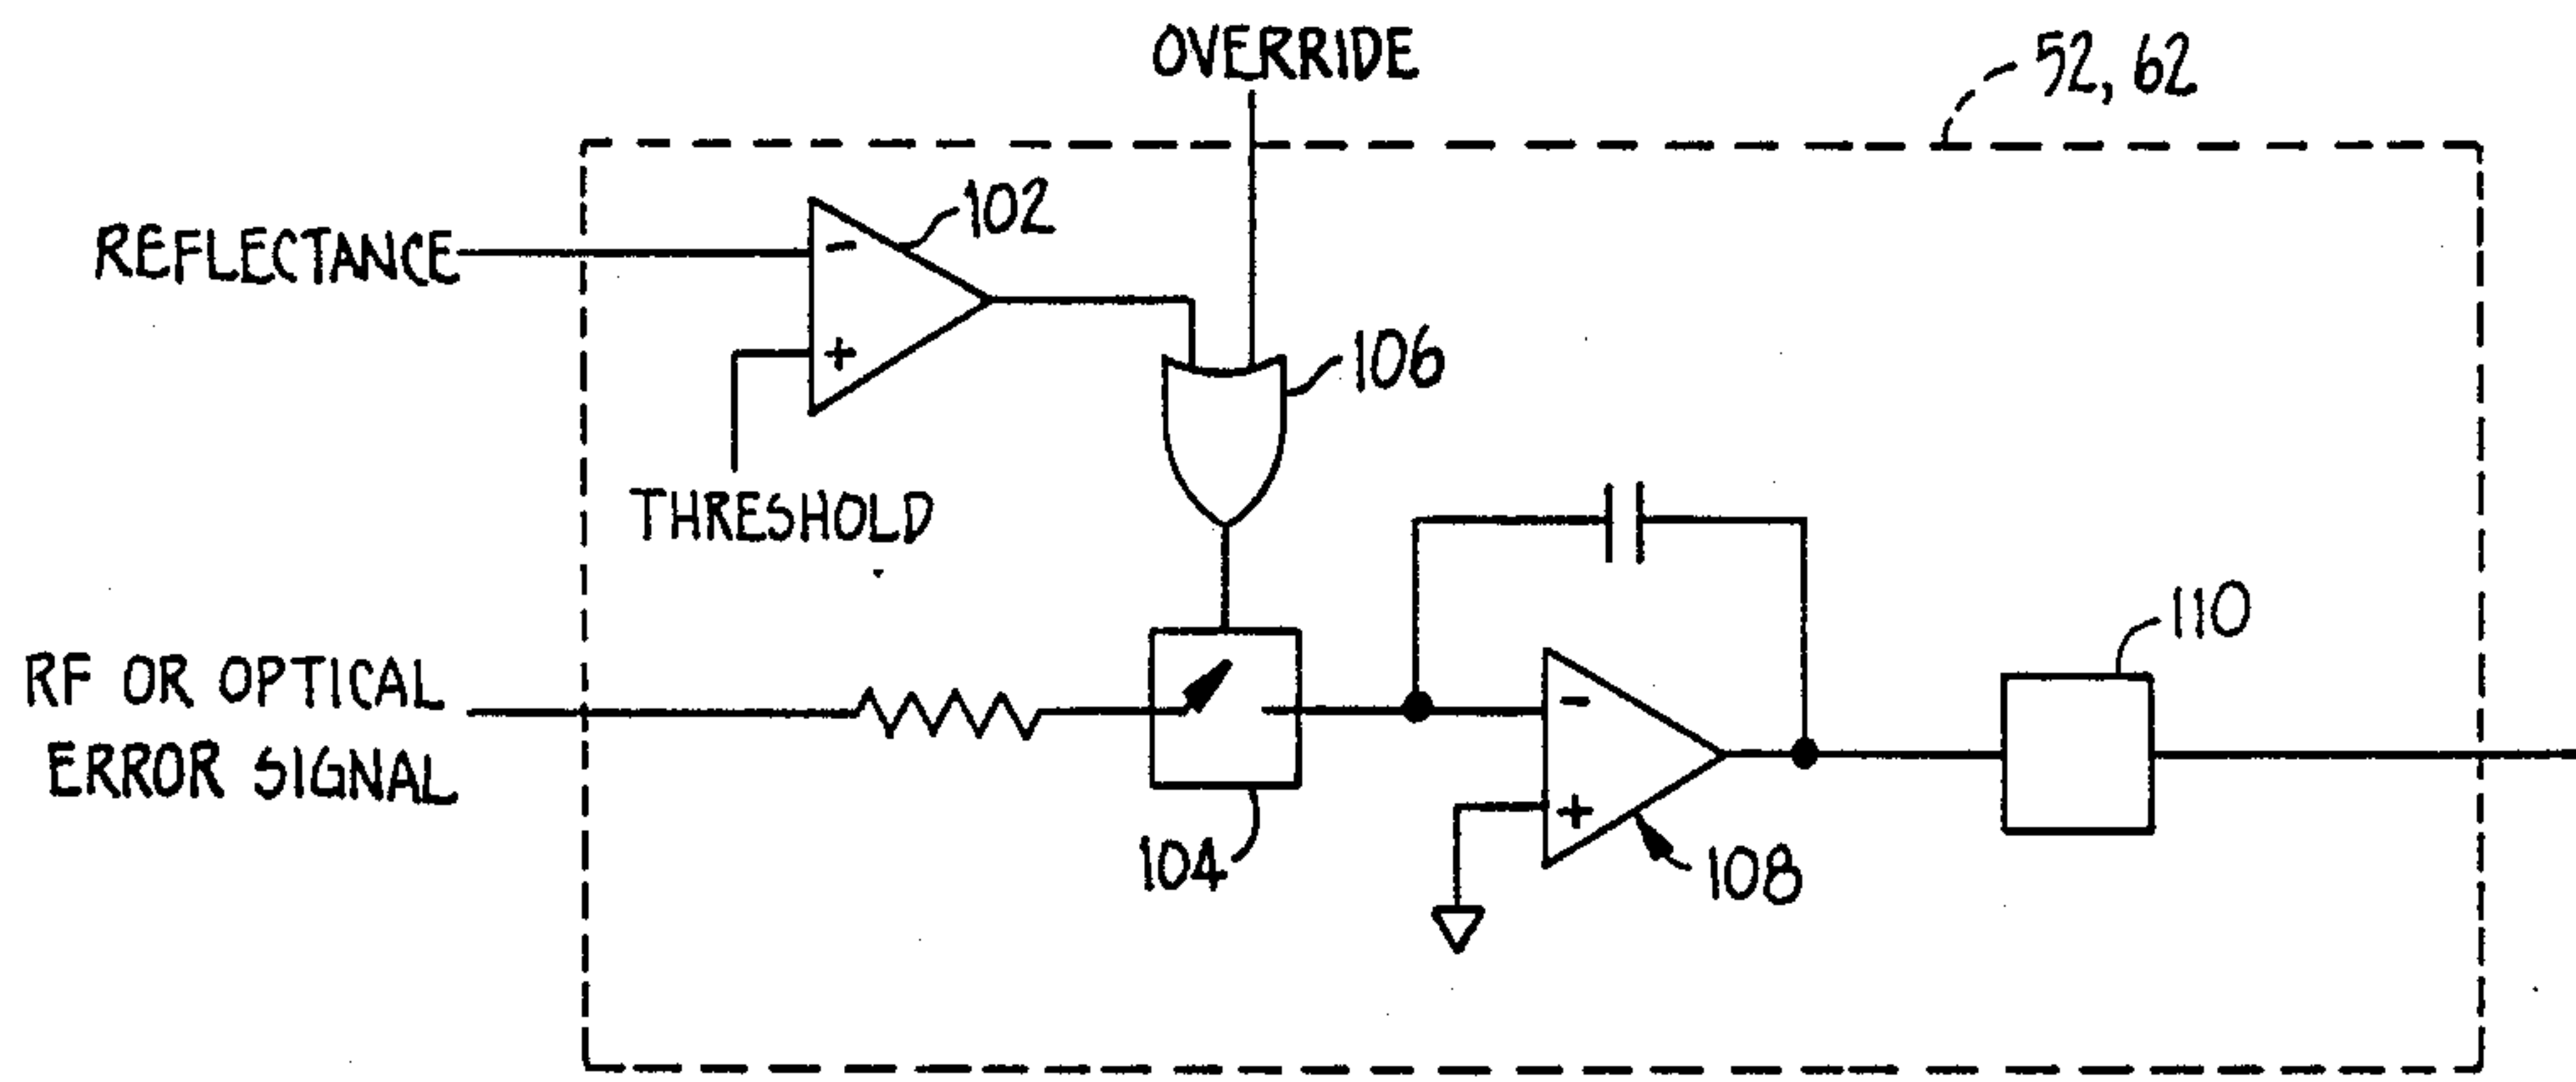 OVERRIDE
52, 62
102
REFLECTANCE
-
+
106
THRESHOLD
110
RF OR OPTICAL
ERROR SIGNAL
-
+
104
108